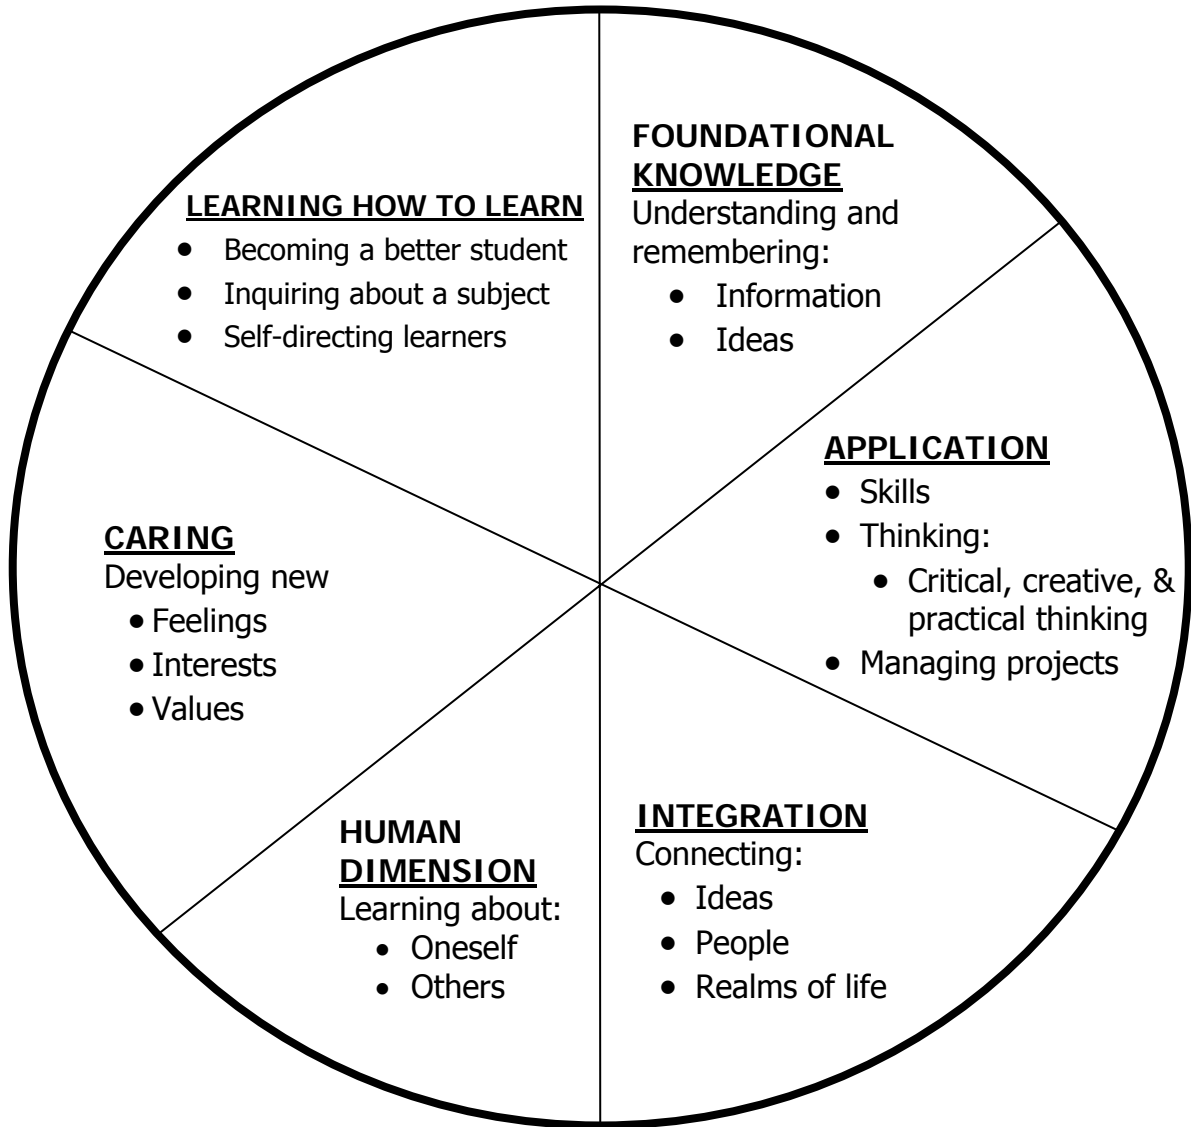 FOUNDATIONAL
KNOWLEDGE
Understanding and
remembering:
• Information
• Ideas
APPLICATION
• Skills
• Thinking:
• Critical, creative, &
practical thinking
• Managing projects
INTEGRATION
Connecting:
• Ideas
• People
• Realms of life
HUMAN
DIMENSION
Learning about:
• Oneself
• Others
CARING
Developing new
• Feelings
• Interests
• Values
LEARNING HOW TO LEARN
• Becoming a better student
• Inquiring about a subject
• Self-directing learners